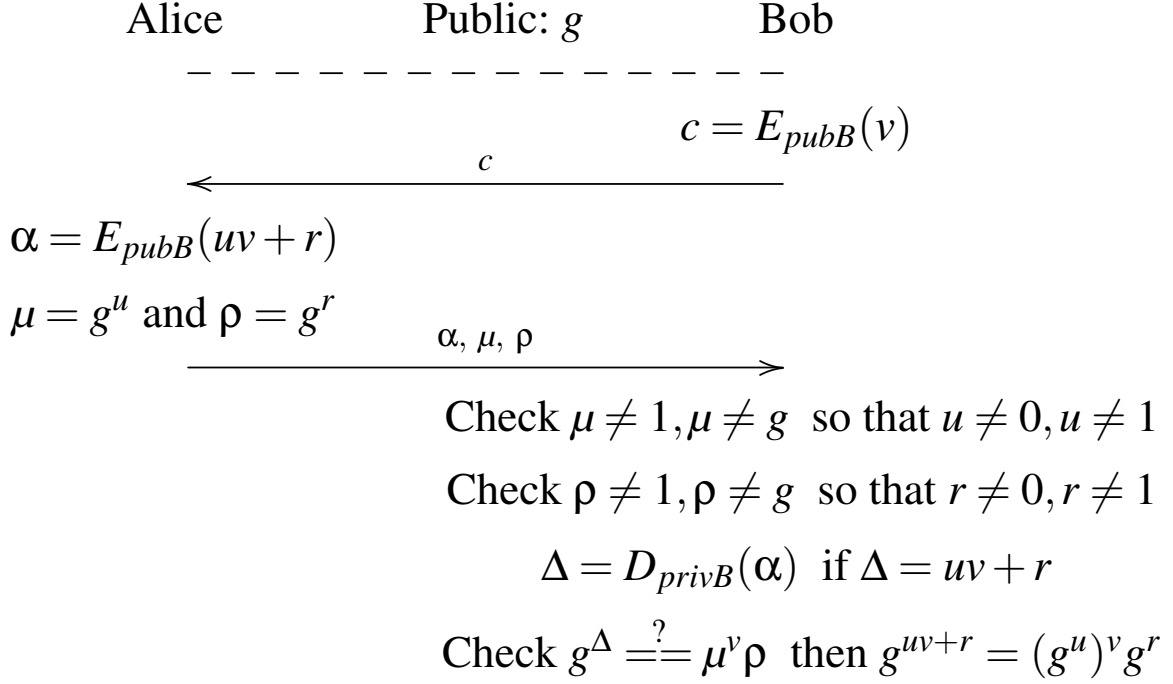 Alice Public: g Bob
c = E_{pubB}(v)
c
α = E_{pubB}(uv + r)
μ = g^u and ρ = g^r
α, μ, ρ
Check μ ≠ 1, μ ≠ g so that u ≠ 0, u ≠ 1
Check ρ ≠ 1, ρ ≠ g so that r ≠ 0, r ≠ 1
Δ = D_{privB}(α) if Δ = uv + r
Check g^Δ ==^? μ^v ρ then g^{uv+r} = (g^u)^v g^r